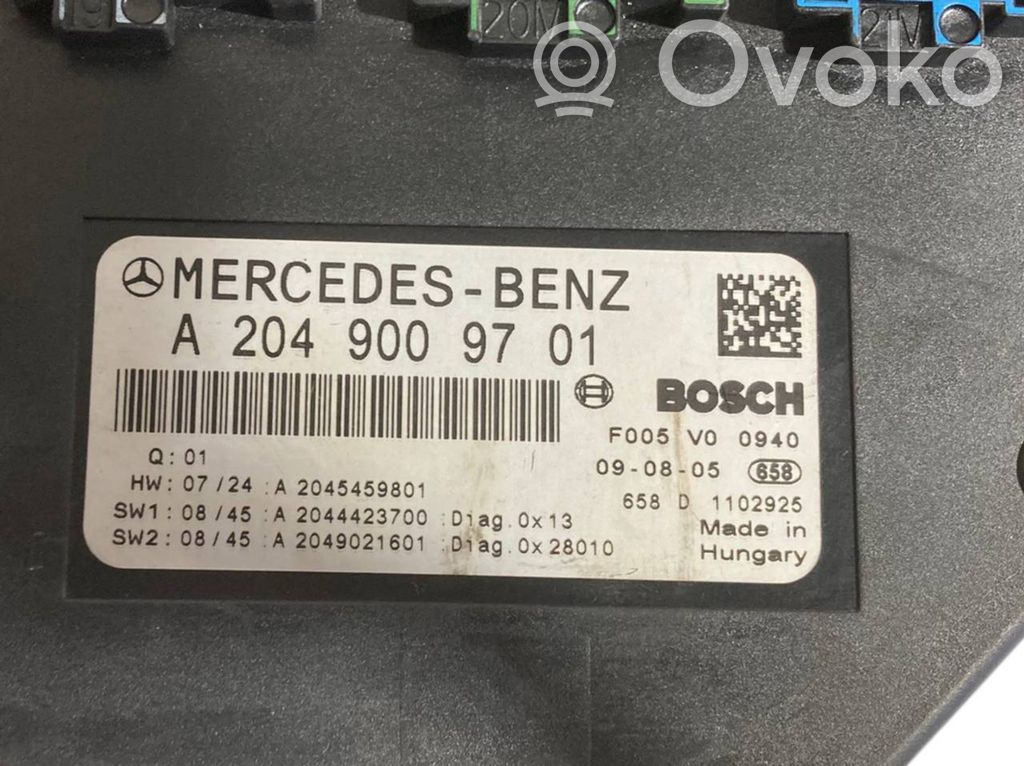 20M
21M
Ovoko
MERCEDES-BENZ
A 204 900 97 01
BOSCH
F005 V0 0940
Q: 01
09-08-05 658
HW: 07/24 :A 2045459801
658 D 1102925
SW1: 08/45 :A 2044423700 :Diag.0x13
Made in
SW2: 08/45 :A 2049021601 :Diag.0x28010
Hungary